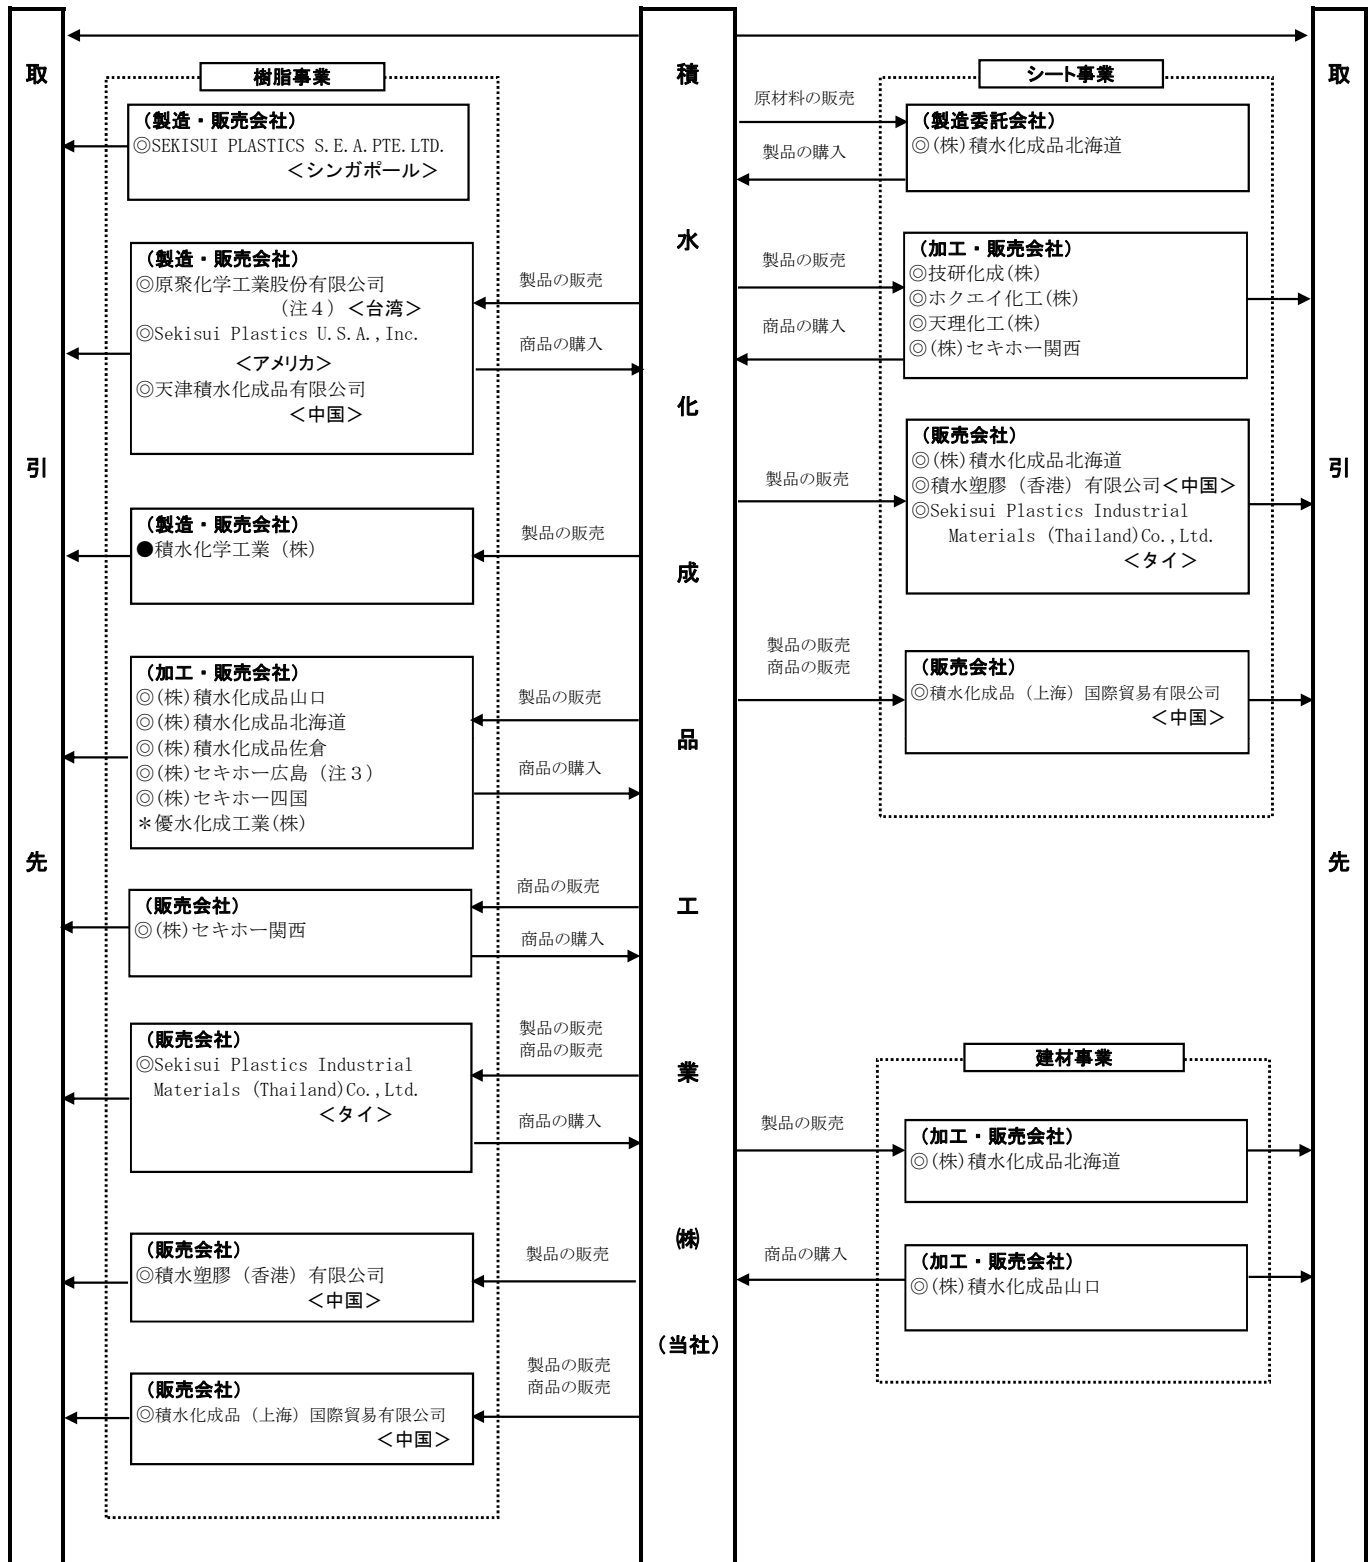 取引先
樹脂事業
（製造・販売会社）
◎SEKISUI PLASTICS S.E.A.PTE.LTD.
＜シンガポール＞
（製造・販売会社）
◎原聚化学工業股份有限公司
（注４）＜台湾＞
◎Sekisui Plastics U.S.A.,Inc.
＜アメリカ＞
◎天津積水化成品有限公司
＜中国＞
製品の販売
商品の購入
（製造・販売会社）
●積水化学工業（株）
製品の販売
（加工・販売会社）
◎(株)積水化成品山口
◎(株)積水化成品北海道
◎(株)積水化成品佐倉
◎(株)セキホー広島（注３）
◎(株)セキホー四国
＊優水化成工業(株)
製品の販売
商品の購入
（販売会社）
◎(株)セキホー関西
商品の販売
商品の購入
（販売会社）
◎Sekisui Plastics Industrial
Materials (Thailand)Co.,Ltd.
＜タイ＞
製品の販売
商品の販売
商品の購入
（販売会社）
◎積水塑膠（香港）有限公司
＜中国＞
製品の販売
（販売会社）
◎積水化成品（上海）国際貿易有限公司
＜中国＞
製品の販売
商品の販売
積水化成品工業㈱
（当社）
シート事業
原材料の販売
製品の購入
（製造委託会社）
◎(株)積水化成品北海道
製品の販売
商品の購入
（加工・販売会社）
◎技研化成(株)
◎ホクエイ化工(株)
◎天理化工(株)
◎(株)セキホー関西
製品の販売
（販売会社）
◎(株)積水化成品北海道
◎積水塑膠（香港）有限公司＜中国＞
◎Sekisui Plastics Industrial
Materials (Thailand)Co.,Ltd.
＜タイ＞
製品の販売
商品の販売
（販売会社）
◎積水化成品（上海）国際貿易有限公司
＜中国＞
建材事業
製品の販売
（加工・販売会社）
◎(株)積水化成品北海道
商品の購入
（加工・販売会社）
◎(株)積水化成品山口
取引先